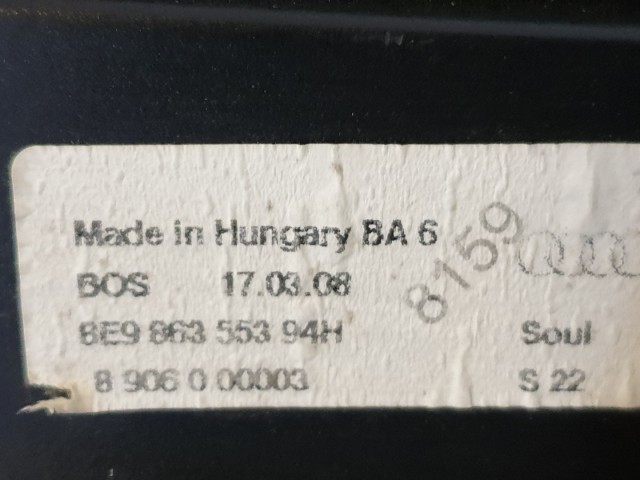 Made in Hungary BA 6
BOS 17.03.08
8E9 863 553 94H Soul
8 906 0 00003 S 22
8159